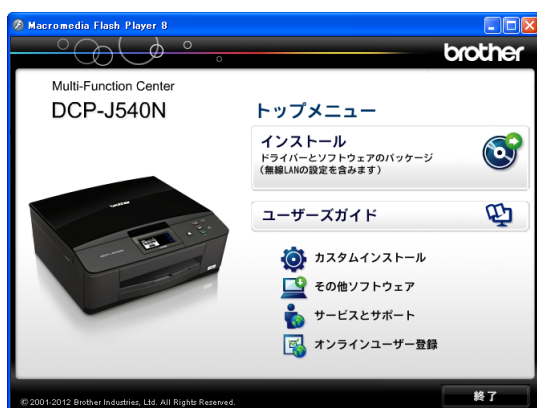 Macromedia Flash Player 8
brother
Multi-Function Center
DCP-J540N
トップメニュー
インストール
ドライバーとソフトウェアのパッケージ
(無線LANの設定を含みます)
ユーザーズガイド
カスタムインストール
その他ソフトウェア
サービスとサポート
オンラインユーザー登録
© 2001-2012 Brother Industries, Ltd. All Rights Reserved.
終了